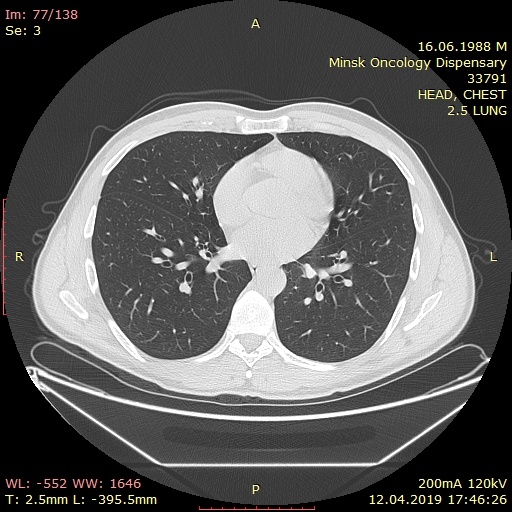 Im: 77/138
Se: 3
A
16.06.1988 M
Minsk Oncology Dispensary
33791
HEAD, CHEST
2.5 LUNG
R
L
WL: -552 WW: 1646
T: 2.5mm L: -395.5mm
P
200mA 120kV
12.04.2019 17:46:26